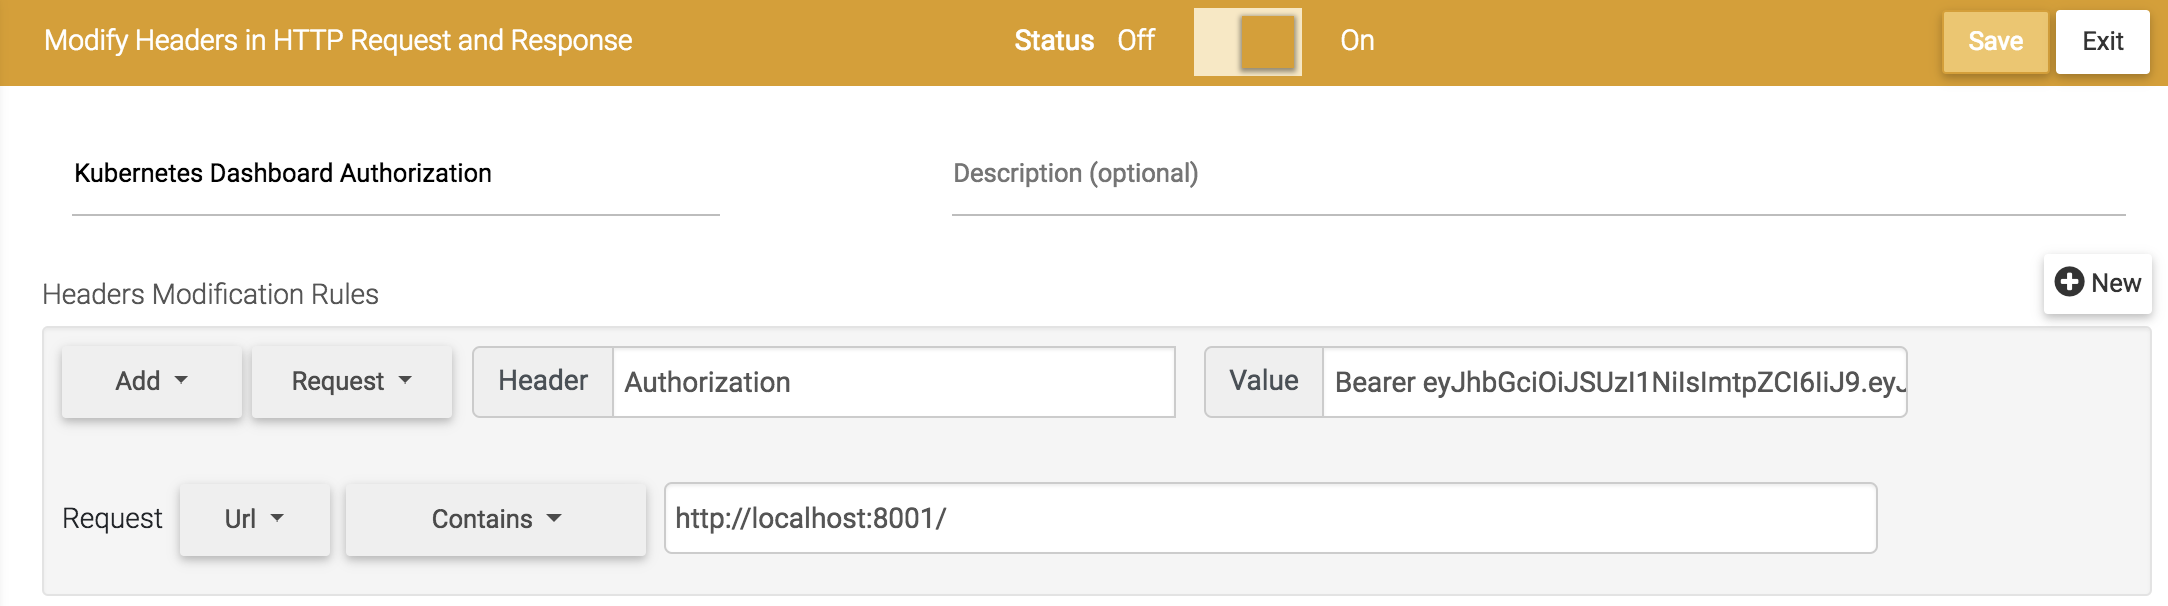 Modify Headers in HTTP Request and Response Status Off On Save Exit
Kubernetes Dashboard Authorization Description (optional)
Headers Modification Rules New
Add Request Header Authorization Value Bearer eyJhbGciOiJSUzI1NiIsImtpZCI6IiJ9.eyJ
Request Url Contains http://localhost:8001/